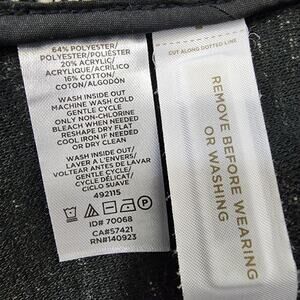 64% POLYESTER/
POLYESTER/POLIÉSTER
20% ACRYLIC/
ACRYLIQUE/ACRÍLICO
16% COTTON/
COTON/ALGODÓN
WASH INSIDE OUT
MACHINE WASH COLD
GENTLE CYCLE
ONLY NON-CHLORINE
BLEACH WHEN NEEDED
RESHAPE DRY FLAT
COOL IRON IF NEEDED
OR DRY CLEAN
WASH INSIDE OUT/
LAVER À L'ENVERS/
VOLTEAR ANTES DE LAVAR
GENTLE CYCLE/
CYCLE DÉLICAT/
CICLO SUAVE
492115
ID# 70068
CA#57421
RN#140923
CUT ALONG DOTTED LINE
REMOVE BEFORE WEARING
OR WASHING